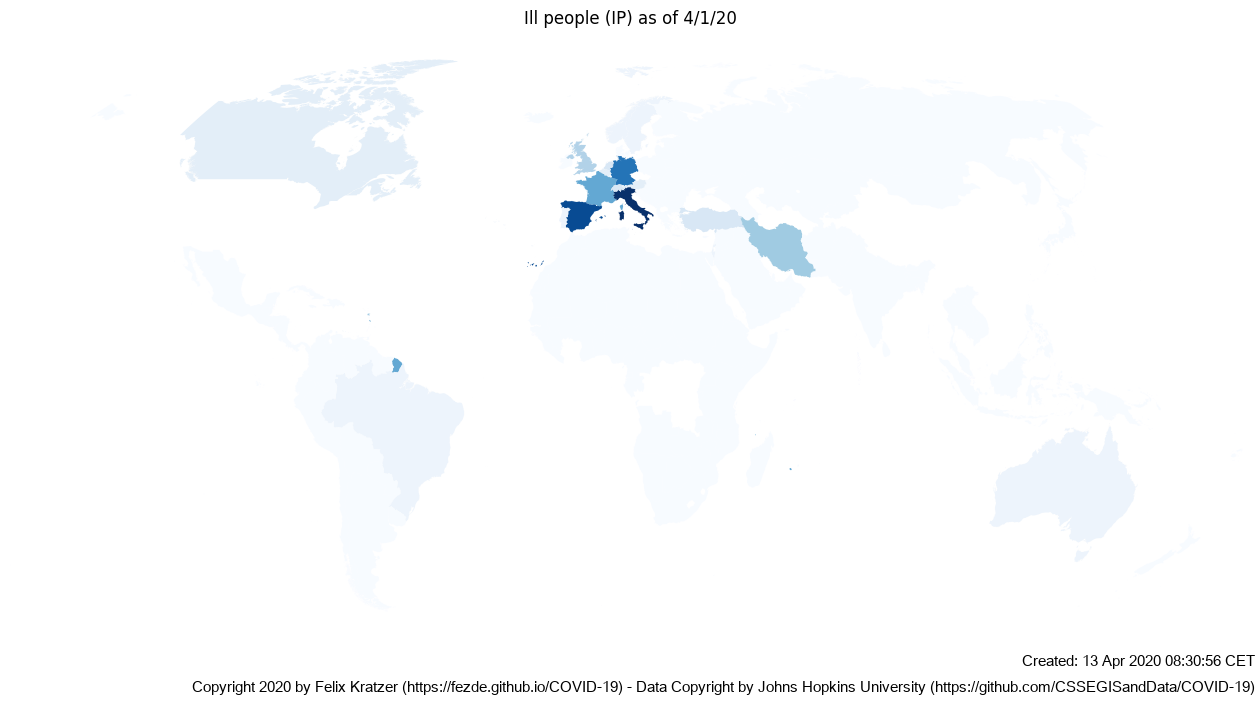 Ill people (IP) as of 4/1/20
Created: 13 Apr 2020 08:30:56 CET
Copyright 2020 by Felix Kratzer (https://fezde.github.io/COVID-19) - Data Copyright by Johns Hopkins University (https://github.com/CSSEGISandData/COVID-19)